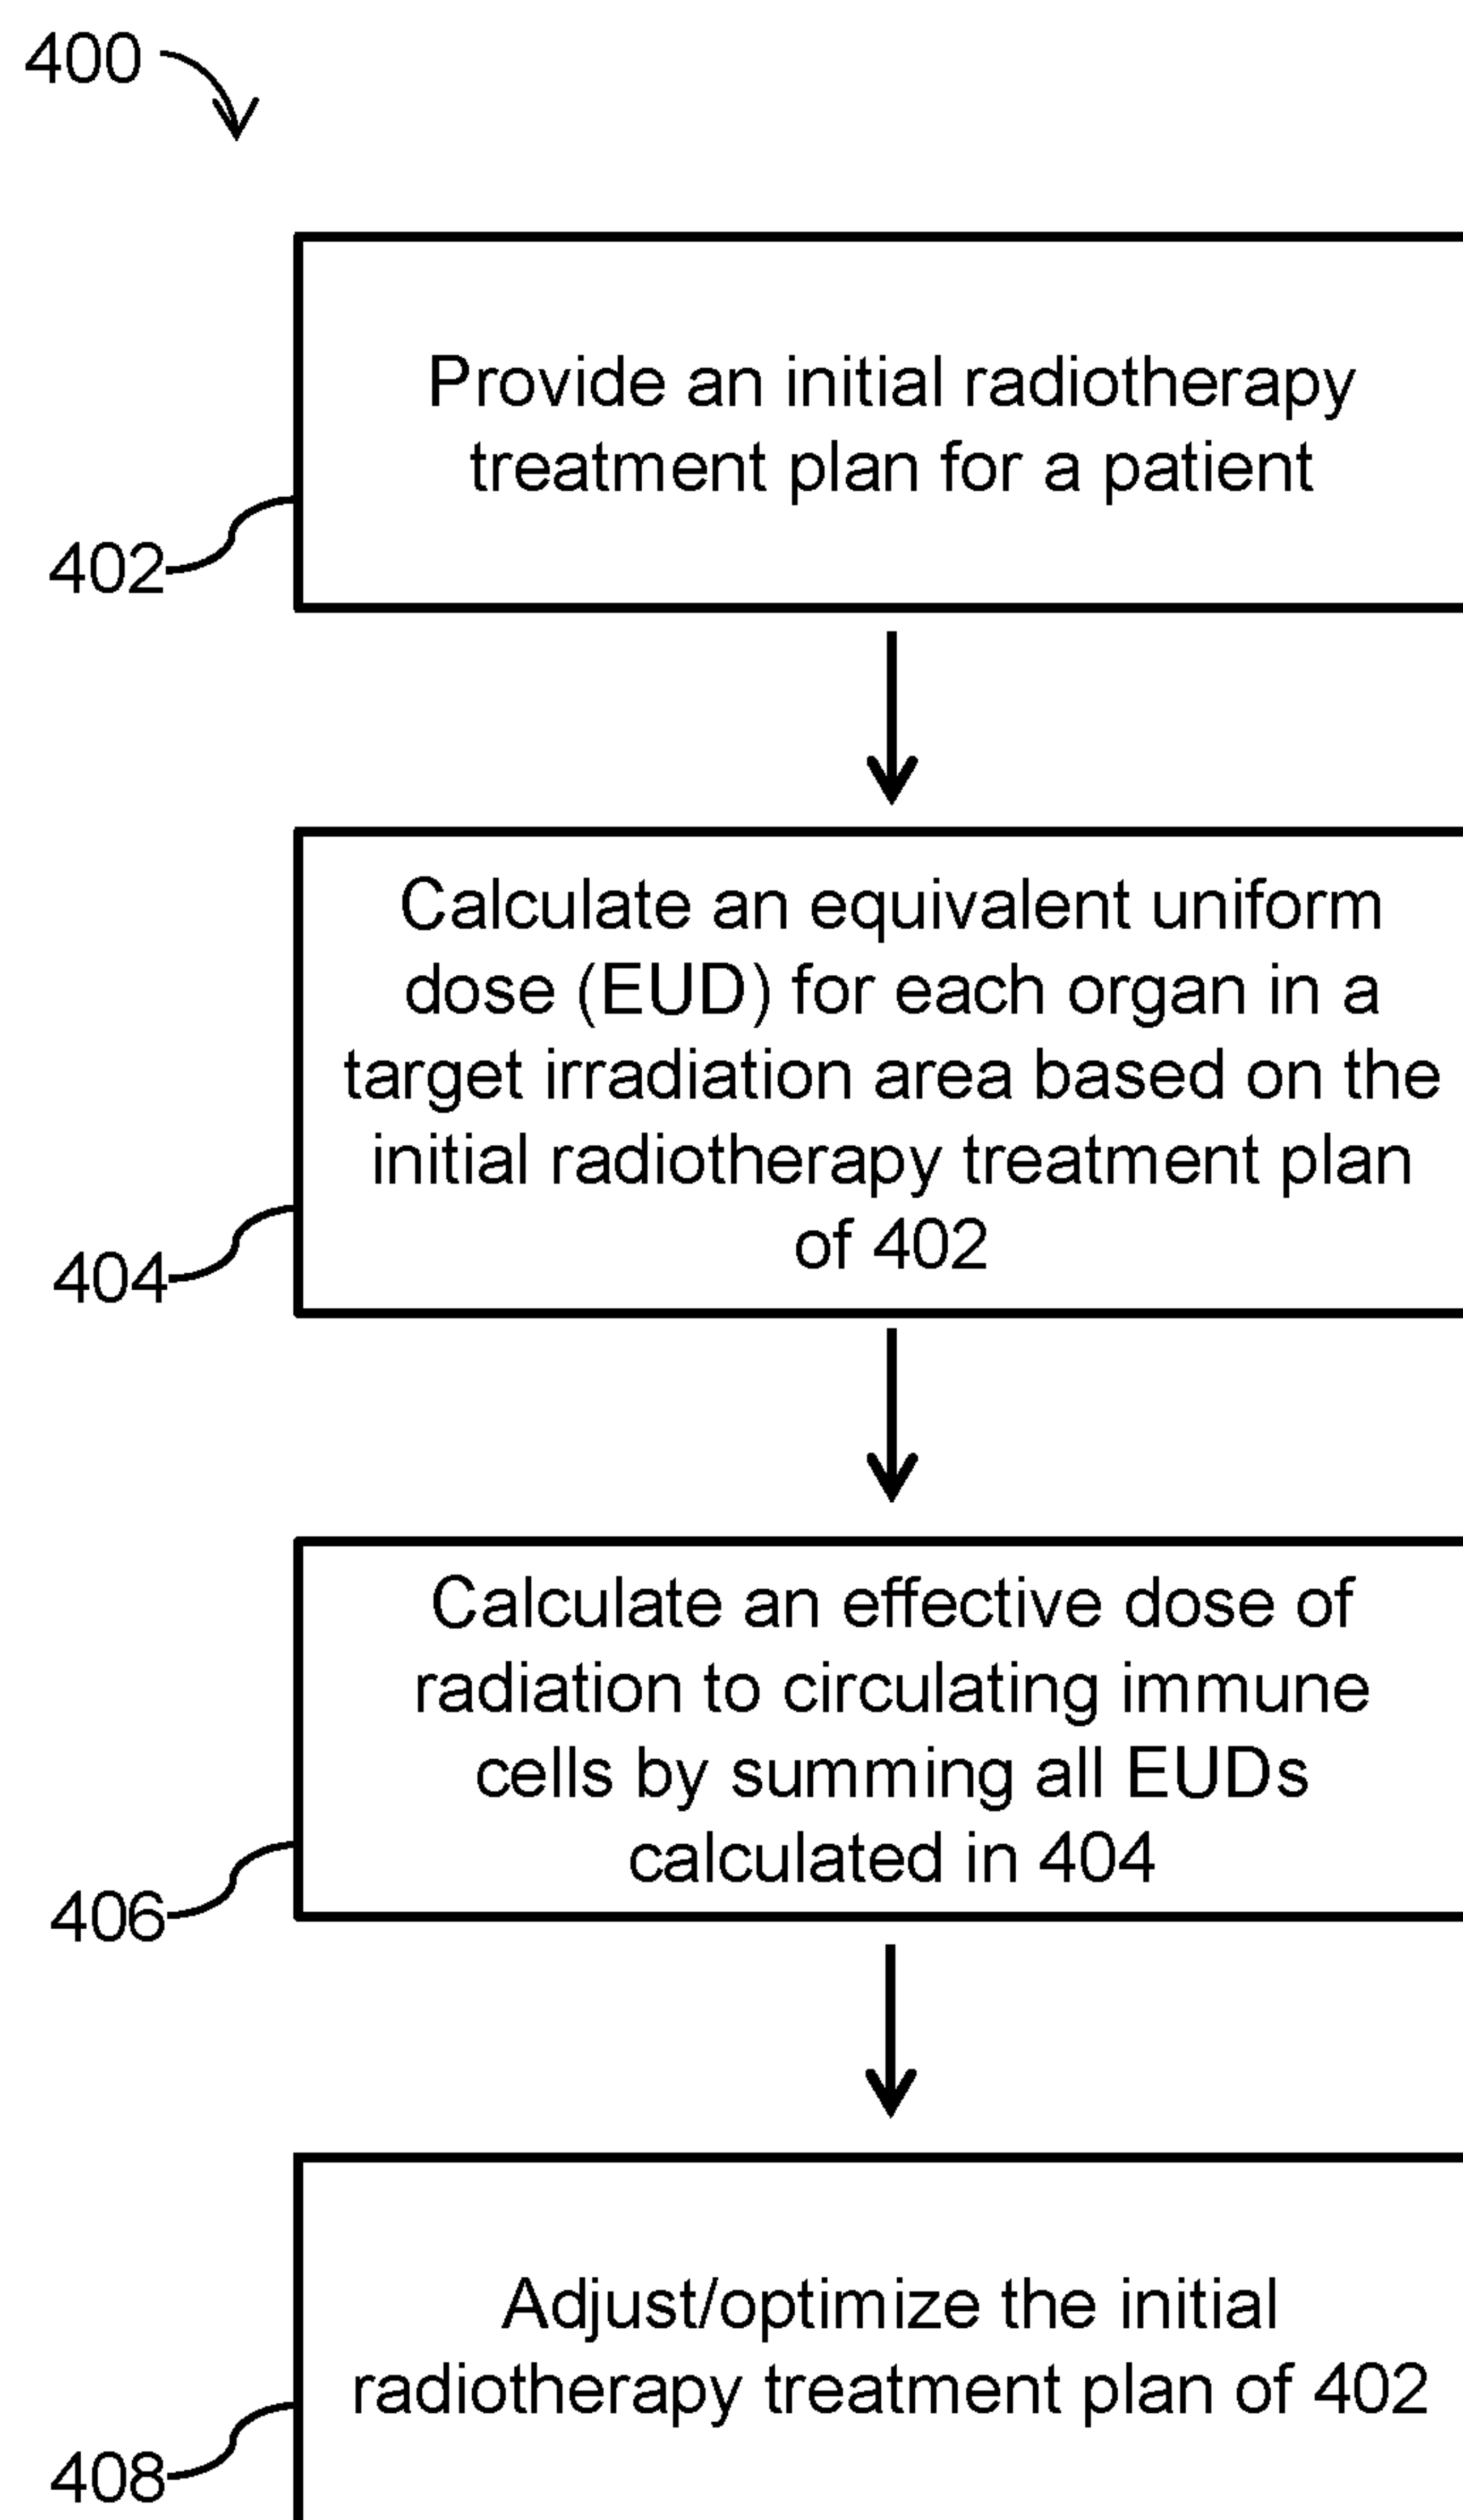 400
Provide an initial radiotherapy
treatment plan for a patient
402
Calculate an equivalent uniform
dose (EUD) for each organ in a
target irradiation area based on the
initial radiotherapy treatment plan
of 402
404
Calculate an effective dose of
radiation to circulating immune
cells by summing all EUDs
calculated in 404
406
Adjust/optimize the initial
radiotherapy treatment plan of 402
408